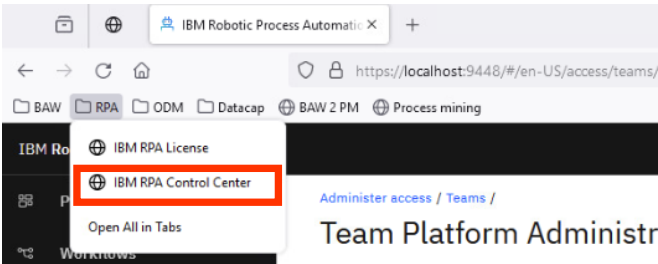 IBM Robotic Process Automatic
https://localhost:9448/#/en-US/access/teams/
BAW RPA ODM Datacap BAW 2 PM Process mining
IBM Ro
IBM RPA License
IBM RPA Control Center
Open All in Tabs
P
Workflows
Administer access / Teams /
Team Platform Administr